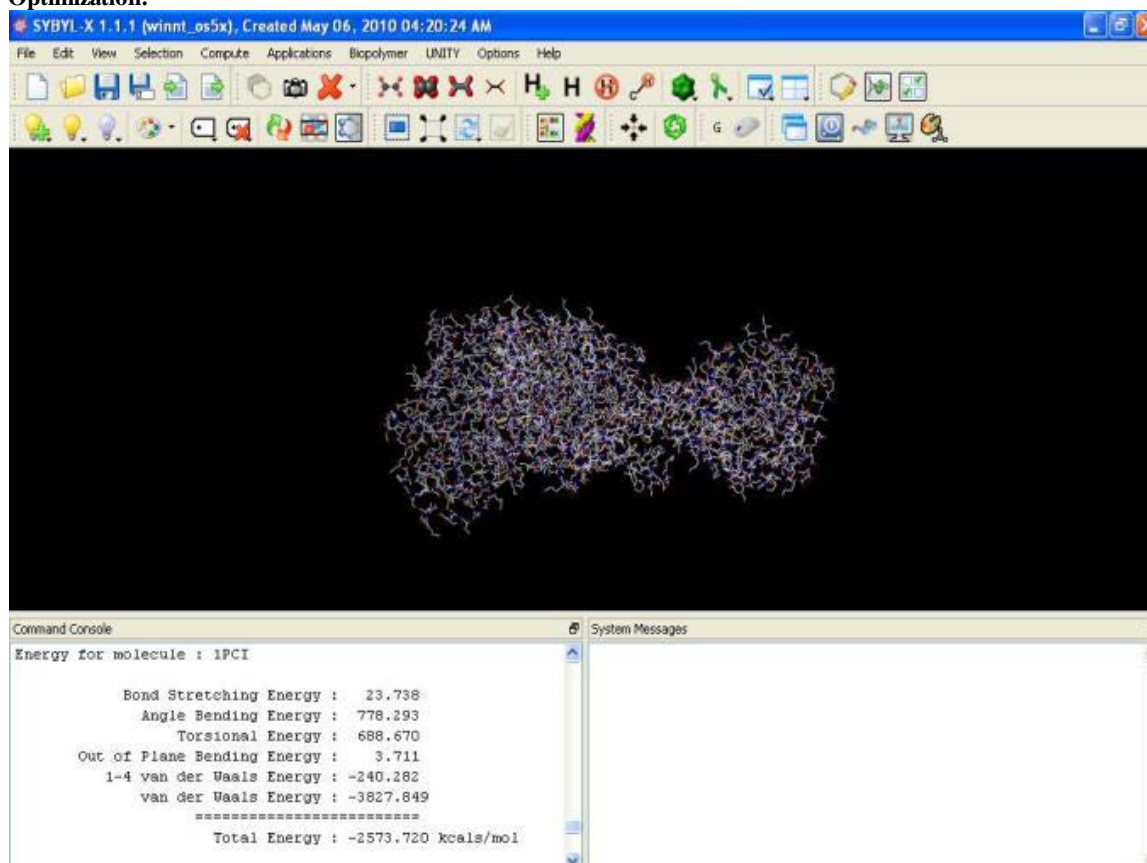 Optimization:
SYBYL-X 1.1.1 (winnt_os5x), Created May 06, 2010 04:20:24 AM
File Edit View Selection Compute Applications Biopolymer UNITY Options Help
H H H
G
Command Console
System Messages
Energy for molecule : 1PCI
Bond Stretching Energy : 23.738
Angle Bending Energy : 778.293
Torsional Energy : 688.670
Out of Plane Bending Energy : 3.711
1-4 van der Waals Energy : -240.282
van der Waals Energy : -3827.849
=========================
Total Energy : -2573.720 kcals/mol